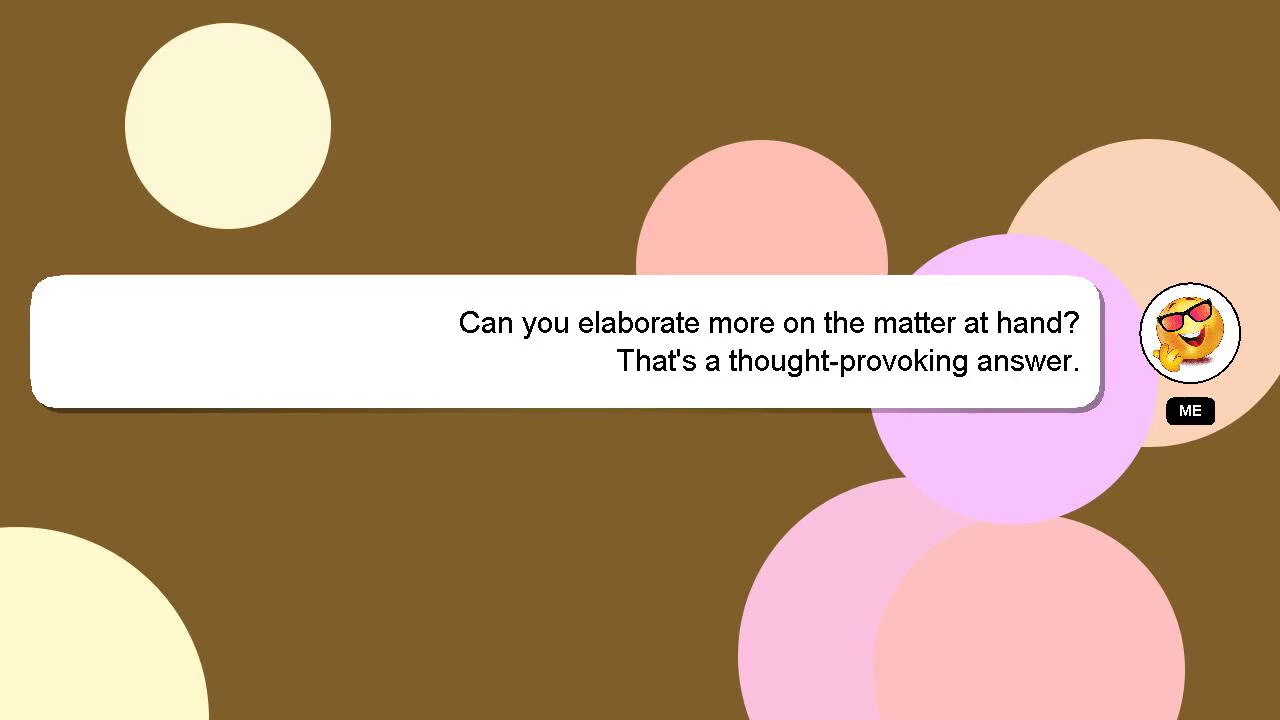 Can you elaborate more on the matter at hand?
That's a thought-provoking answer.
ME